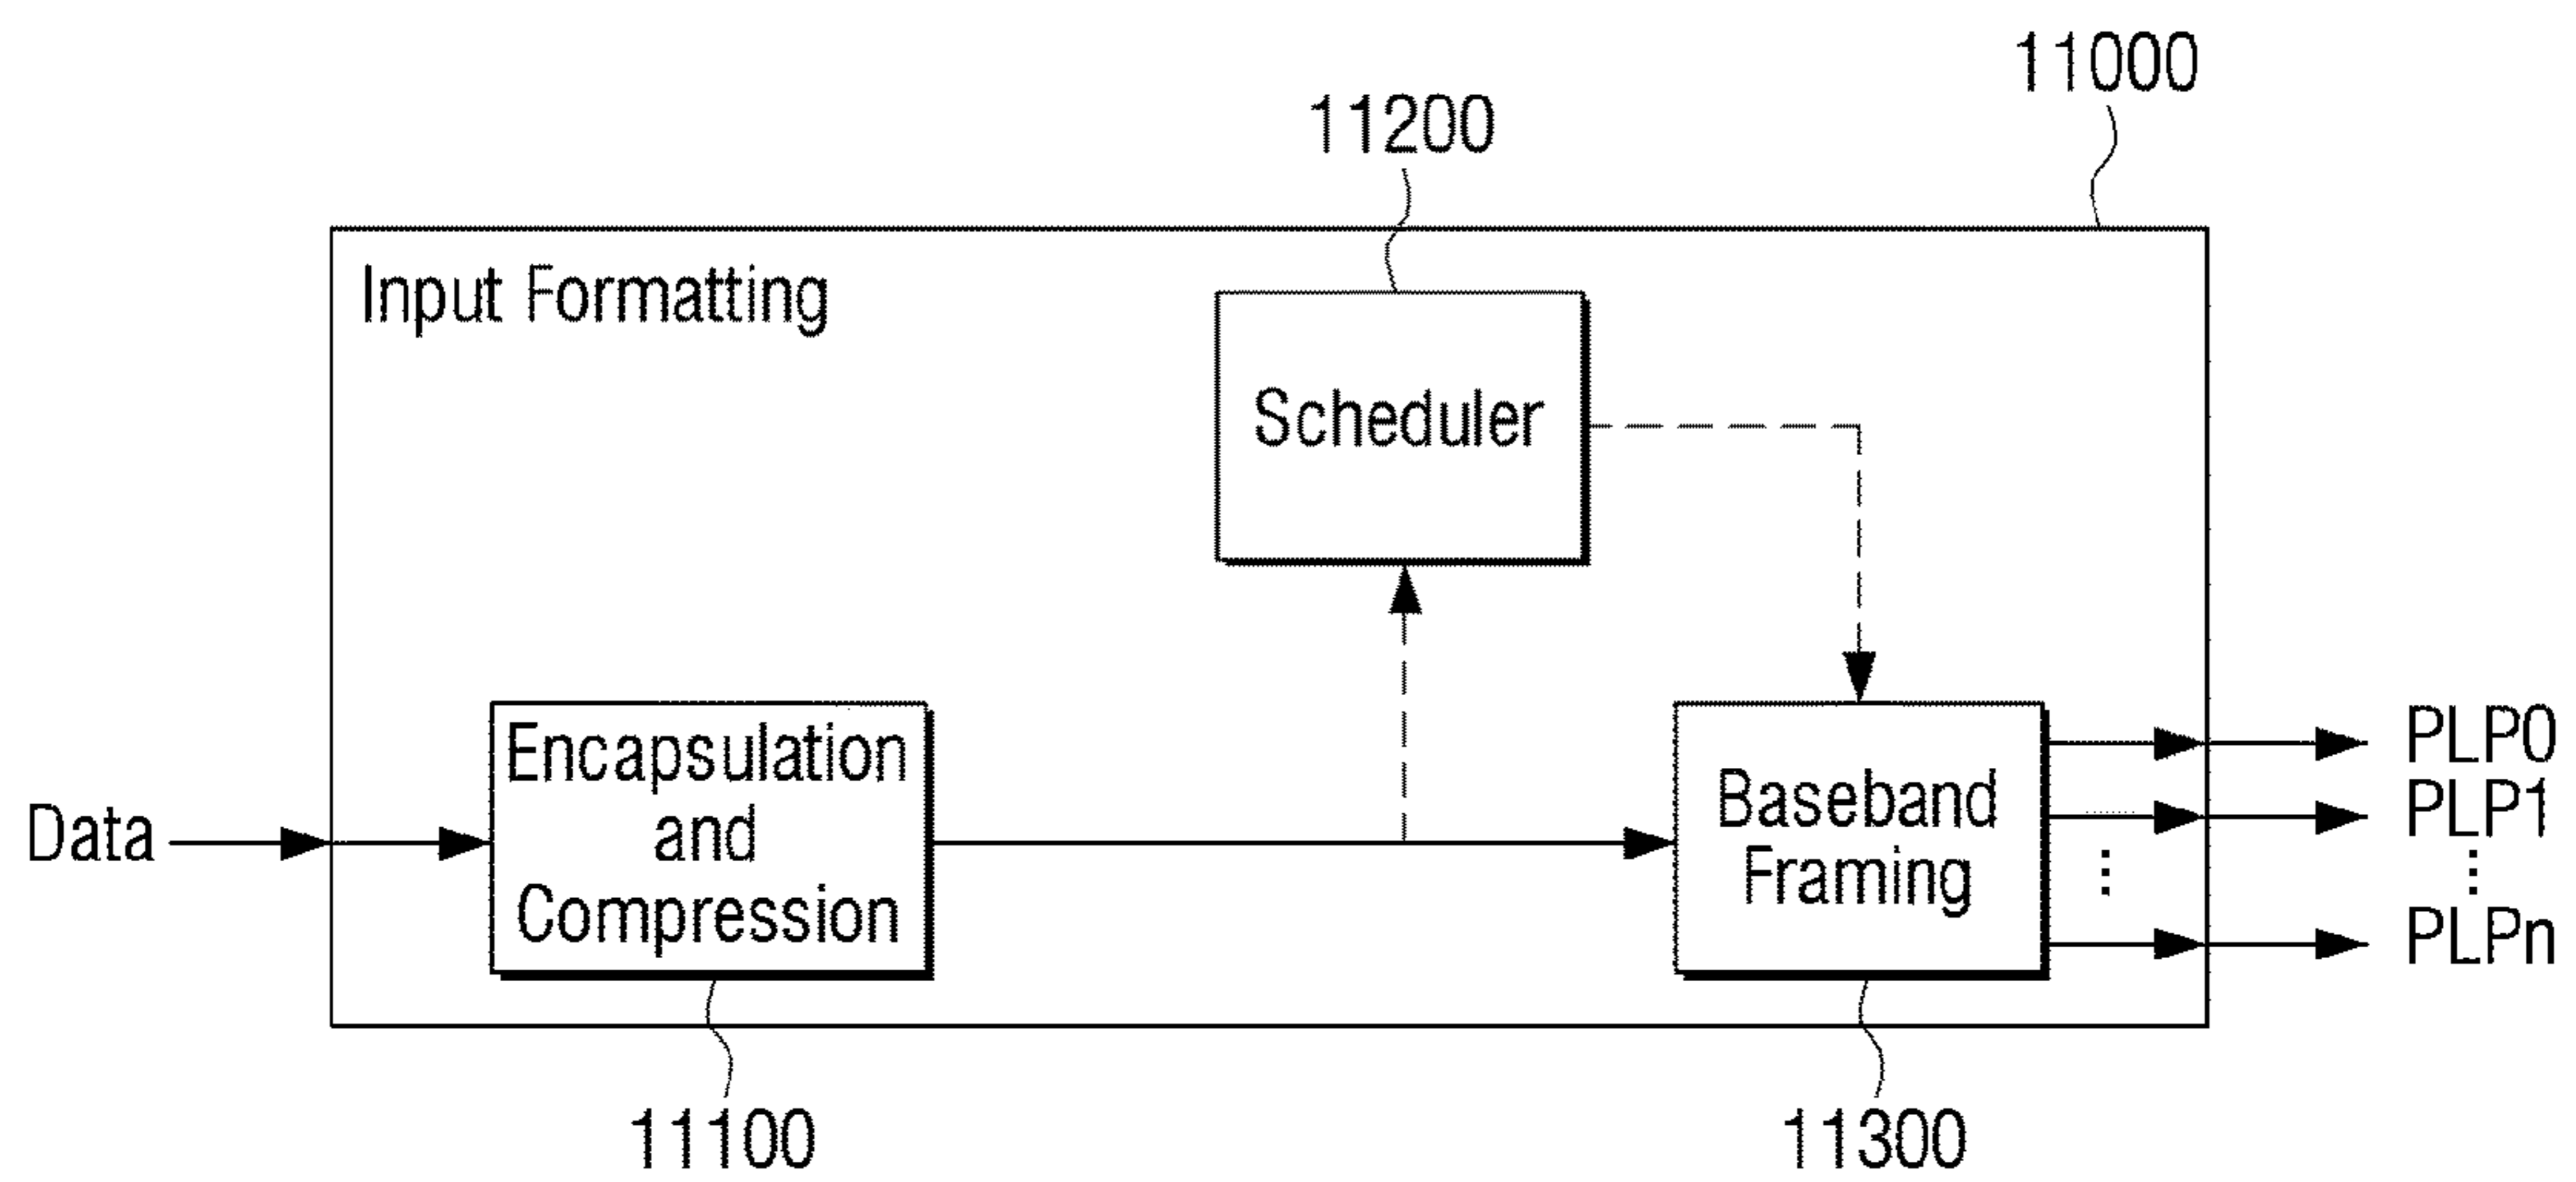 11000
11200
Input Formatting
Scheduler
Encapsulation
and
Compression
Data
Baseband
Framing
PLP0
PLP1
PLPn
11100
11300